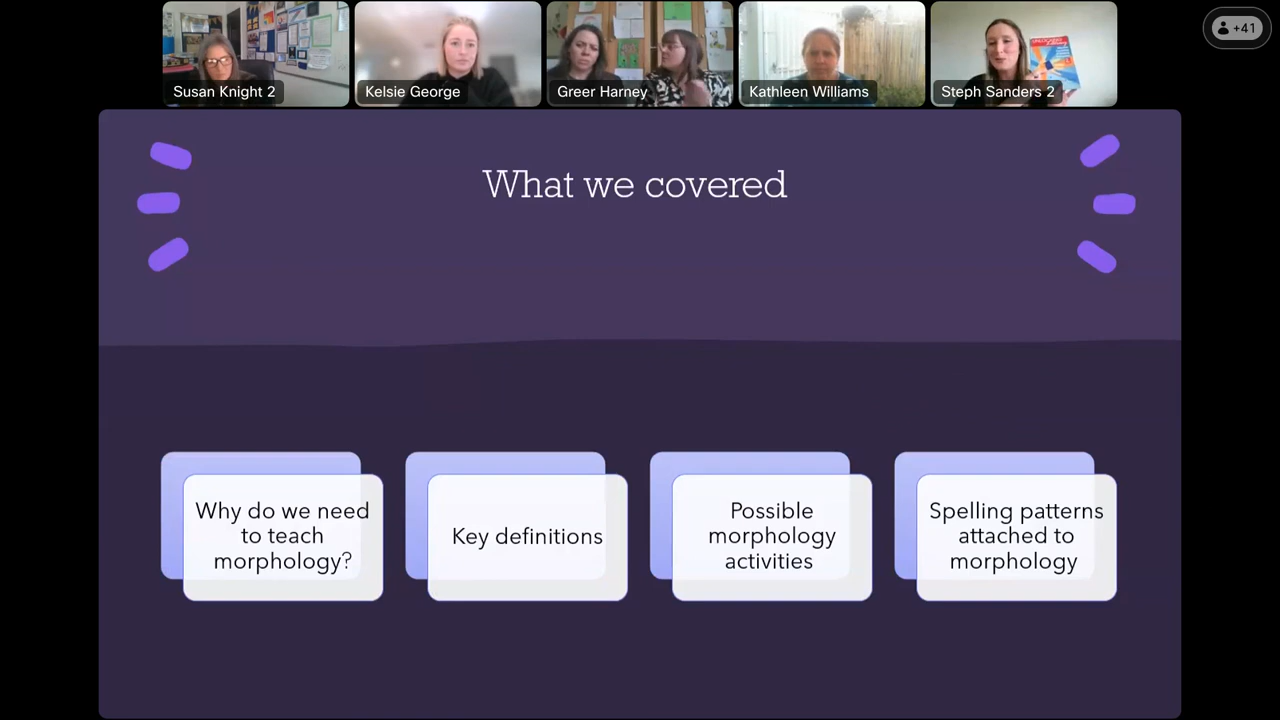 +41
Susan Knight 2
Kelsie George
Greer Harney
Kathleen Williams
Steph Sanders 2
What we covered
Why do we need
to teach
morphology?
Key definitions
Possible
morphology
activities
Spelling patterns
attached to
morphology